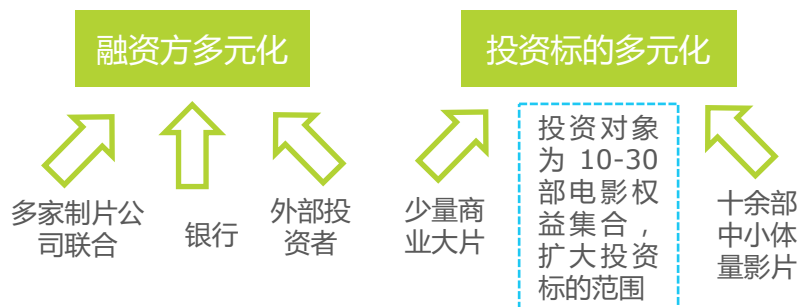 融资方多元化
投资标的多元化
多家制片公
司联合
银行
外部投
资者
少量商
业大片
投资对象
为 10-30
部电影权
益集合，
扩大投资
标的范围
十余部
中小体
量影片